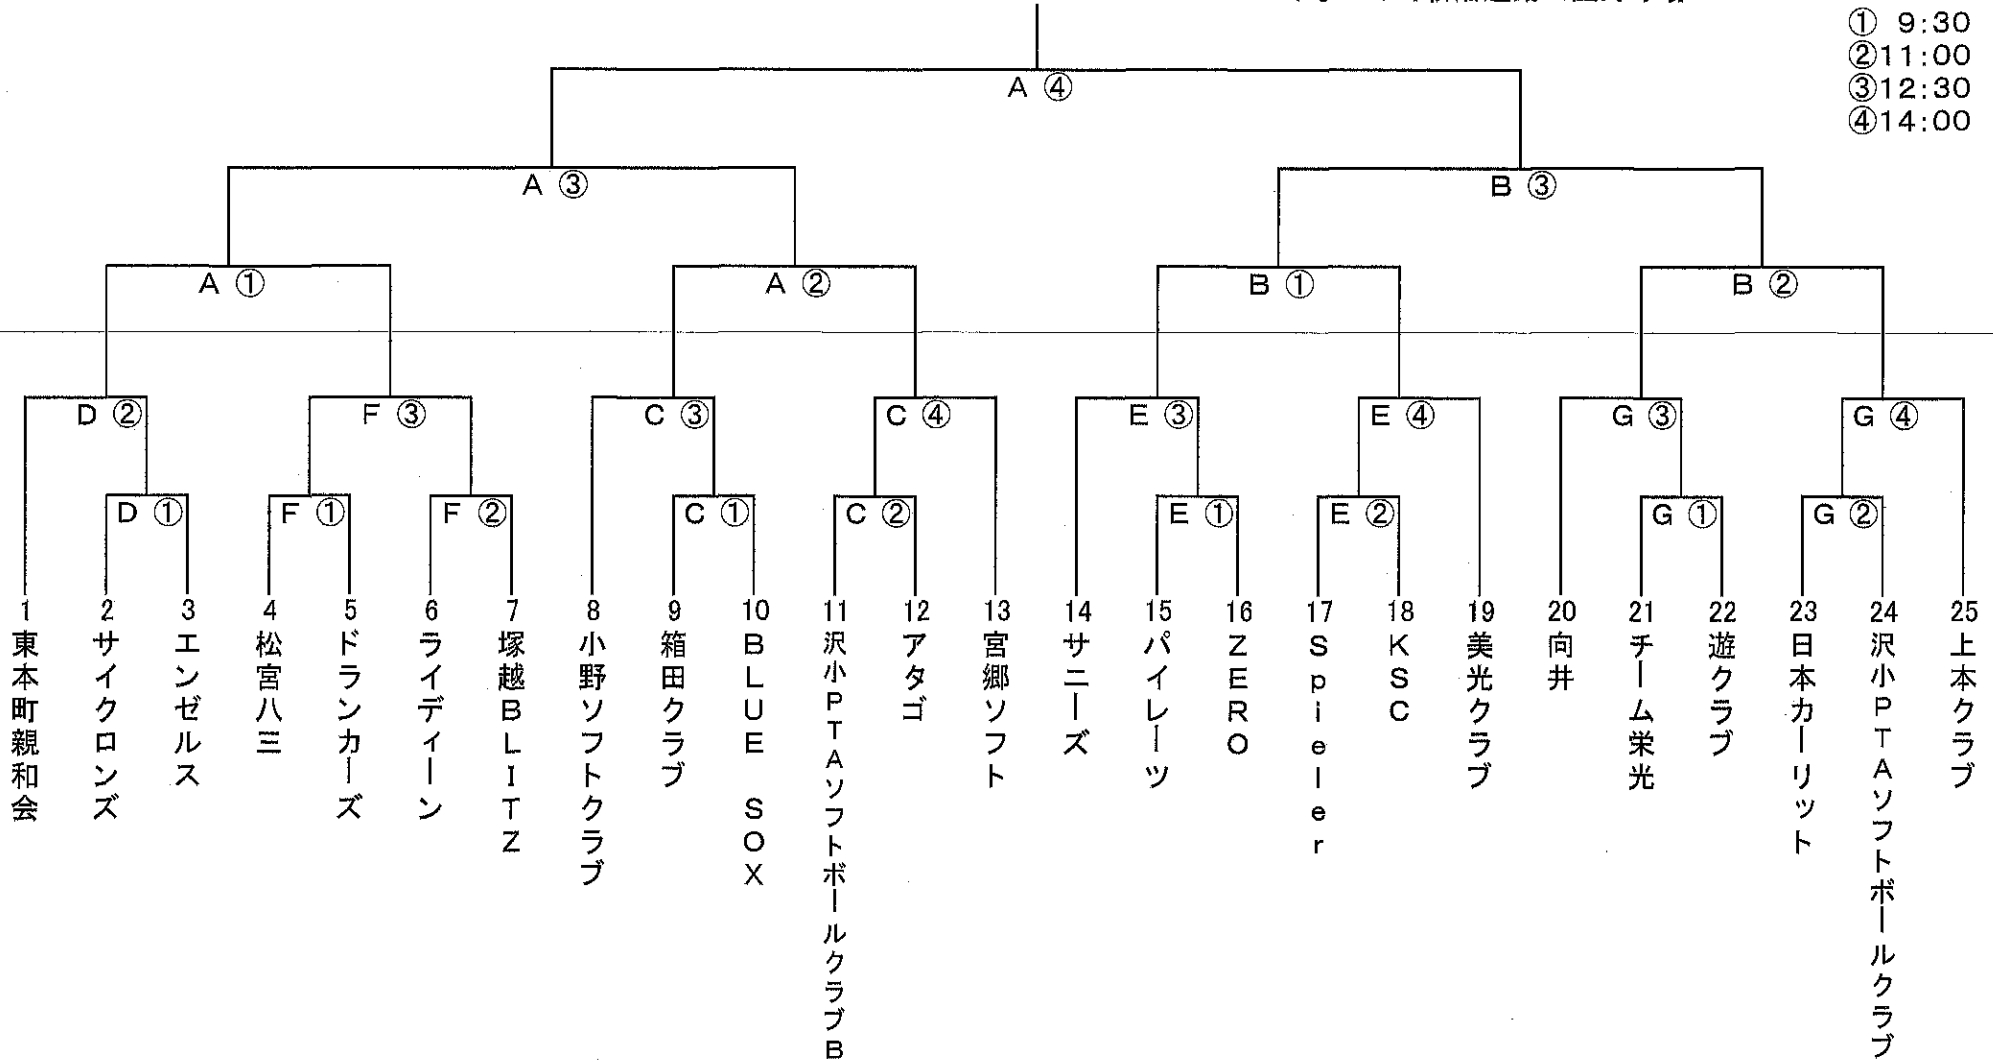 ① 9:30
②11:00
③12:30
④14:00
A ④
A ③
B ③
A ①
A ②
B ①
B ②
D ②
F ③
C ③
C ④
E ③
E ④
G ③
G ④
D ①
F ①
F ②
C ①
C ②
E ①
E ②
G ①
G ②
1 東本町親和会
2 サイクロンズ
3 エンゼルス
4 松宮八三
5 ドランカーズ
6 ライディーン
7 塚越BLITZ
8 小野ソフトクラブ
9 箱田クラブ
10 BLUE SOX
11 沢小PTAソフトボールクラブB
12 アタゴ
13 宮郷ソフト
14 サニーズ
15 パイレーツ
16 ZERO
17 Spieler
18 KSC
19 美光クラブ
20 向井
21 チーム栄光
22 遊クラブ
23 日本カーリット
24 沢小PTAソフトボールクラブ
25 上本クラブ